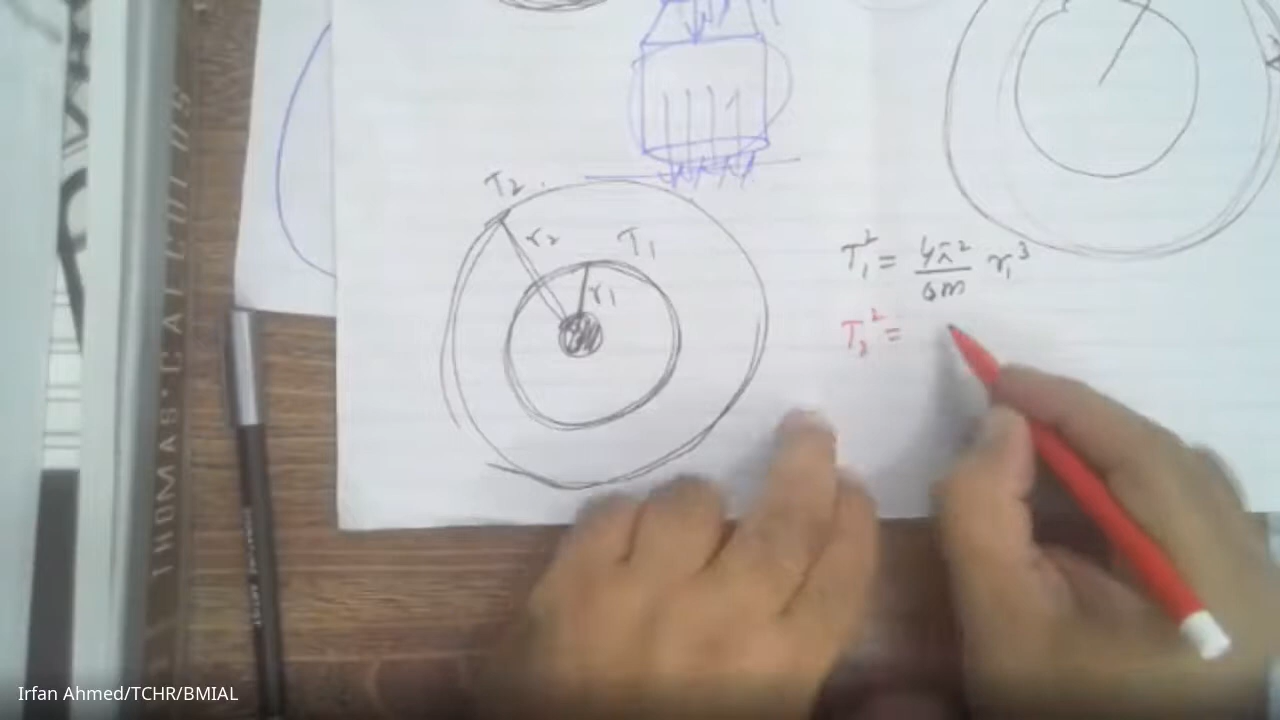 T₂
r₂
T₁
r₁
T₁² = 4π²/GM r₁³
T₂² =
THOMAS' CALCULUS
Irfan Ahmed/TCHR/BMIAL